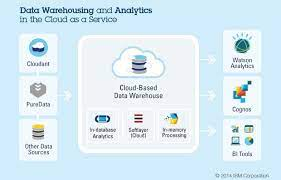 Data Warehousing and Analytics
in the Cloud as a Service
Cloudant
PureData
Other Data
Sources
Cloud-Based
Data Warehouse
In-database
Analytics
Softlayer
(Cloud)
In-memory
Processing
Watson
Analytics
Cognos
BI Tools
© 2014 IBM Corporation